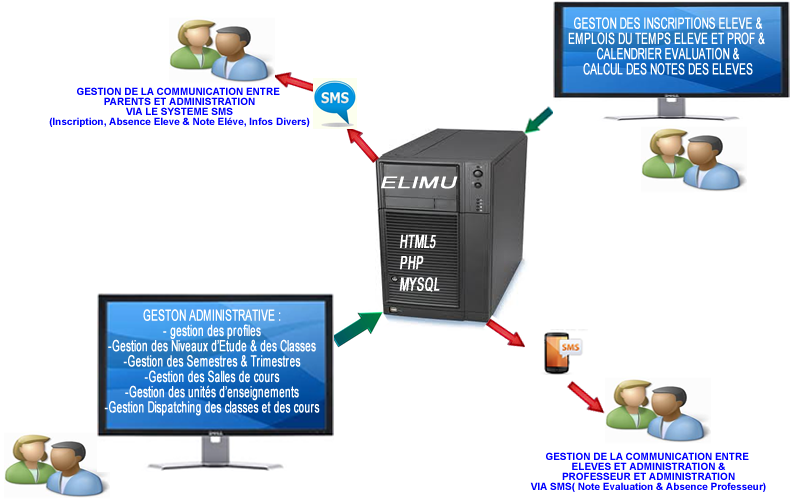 GESTON DES INSCRIPTIONS ELEVE &
EMPLOIS DU TEMPS ELEVE ET PROF &
CALENDRIER EVALUATION &
CALCUL DES NOTES DES ELEVES
DELL
SMS
GESTION DE LA COMMUNICATION ENTRE
PARENTS ET ADMINISTRATION
VIA LE SYSTEME SMS
(Inscription, Absence Eleve & Note Eléve, Infos Divers)
ELIMU
HTML5
PHP
MYSQL
GESTON ADMINISTRATIVE :
- gestion des profiles
-Gestion des Niveaux d'Etude & des Classes
-Gestion des Semestres & Trimestres
-Gestion des Salles de cours
-Gestion des unités d'enseignements
-Gestion Dispatching des classes et des cours
DELL
SMS
GESTION DE LA COMMUNICATION ENTRE
ELEVES ET ADMINISTRATION &
PROFESSEUR ET ADMINISTRATION
VIA SMS( Note Evaluation & Absence Professeur)